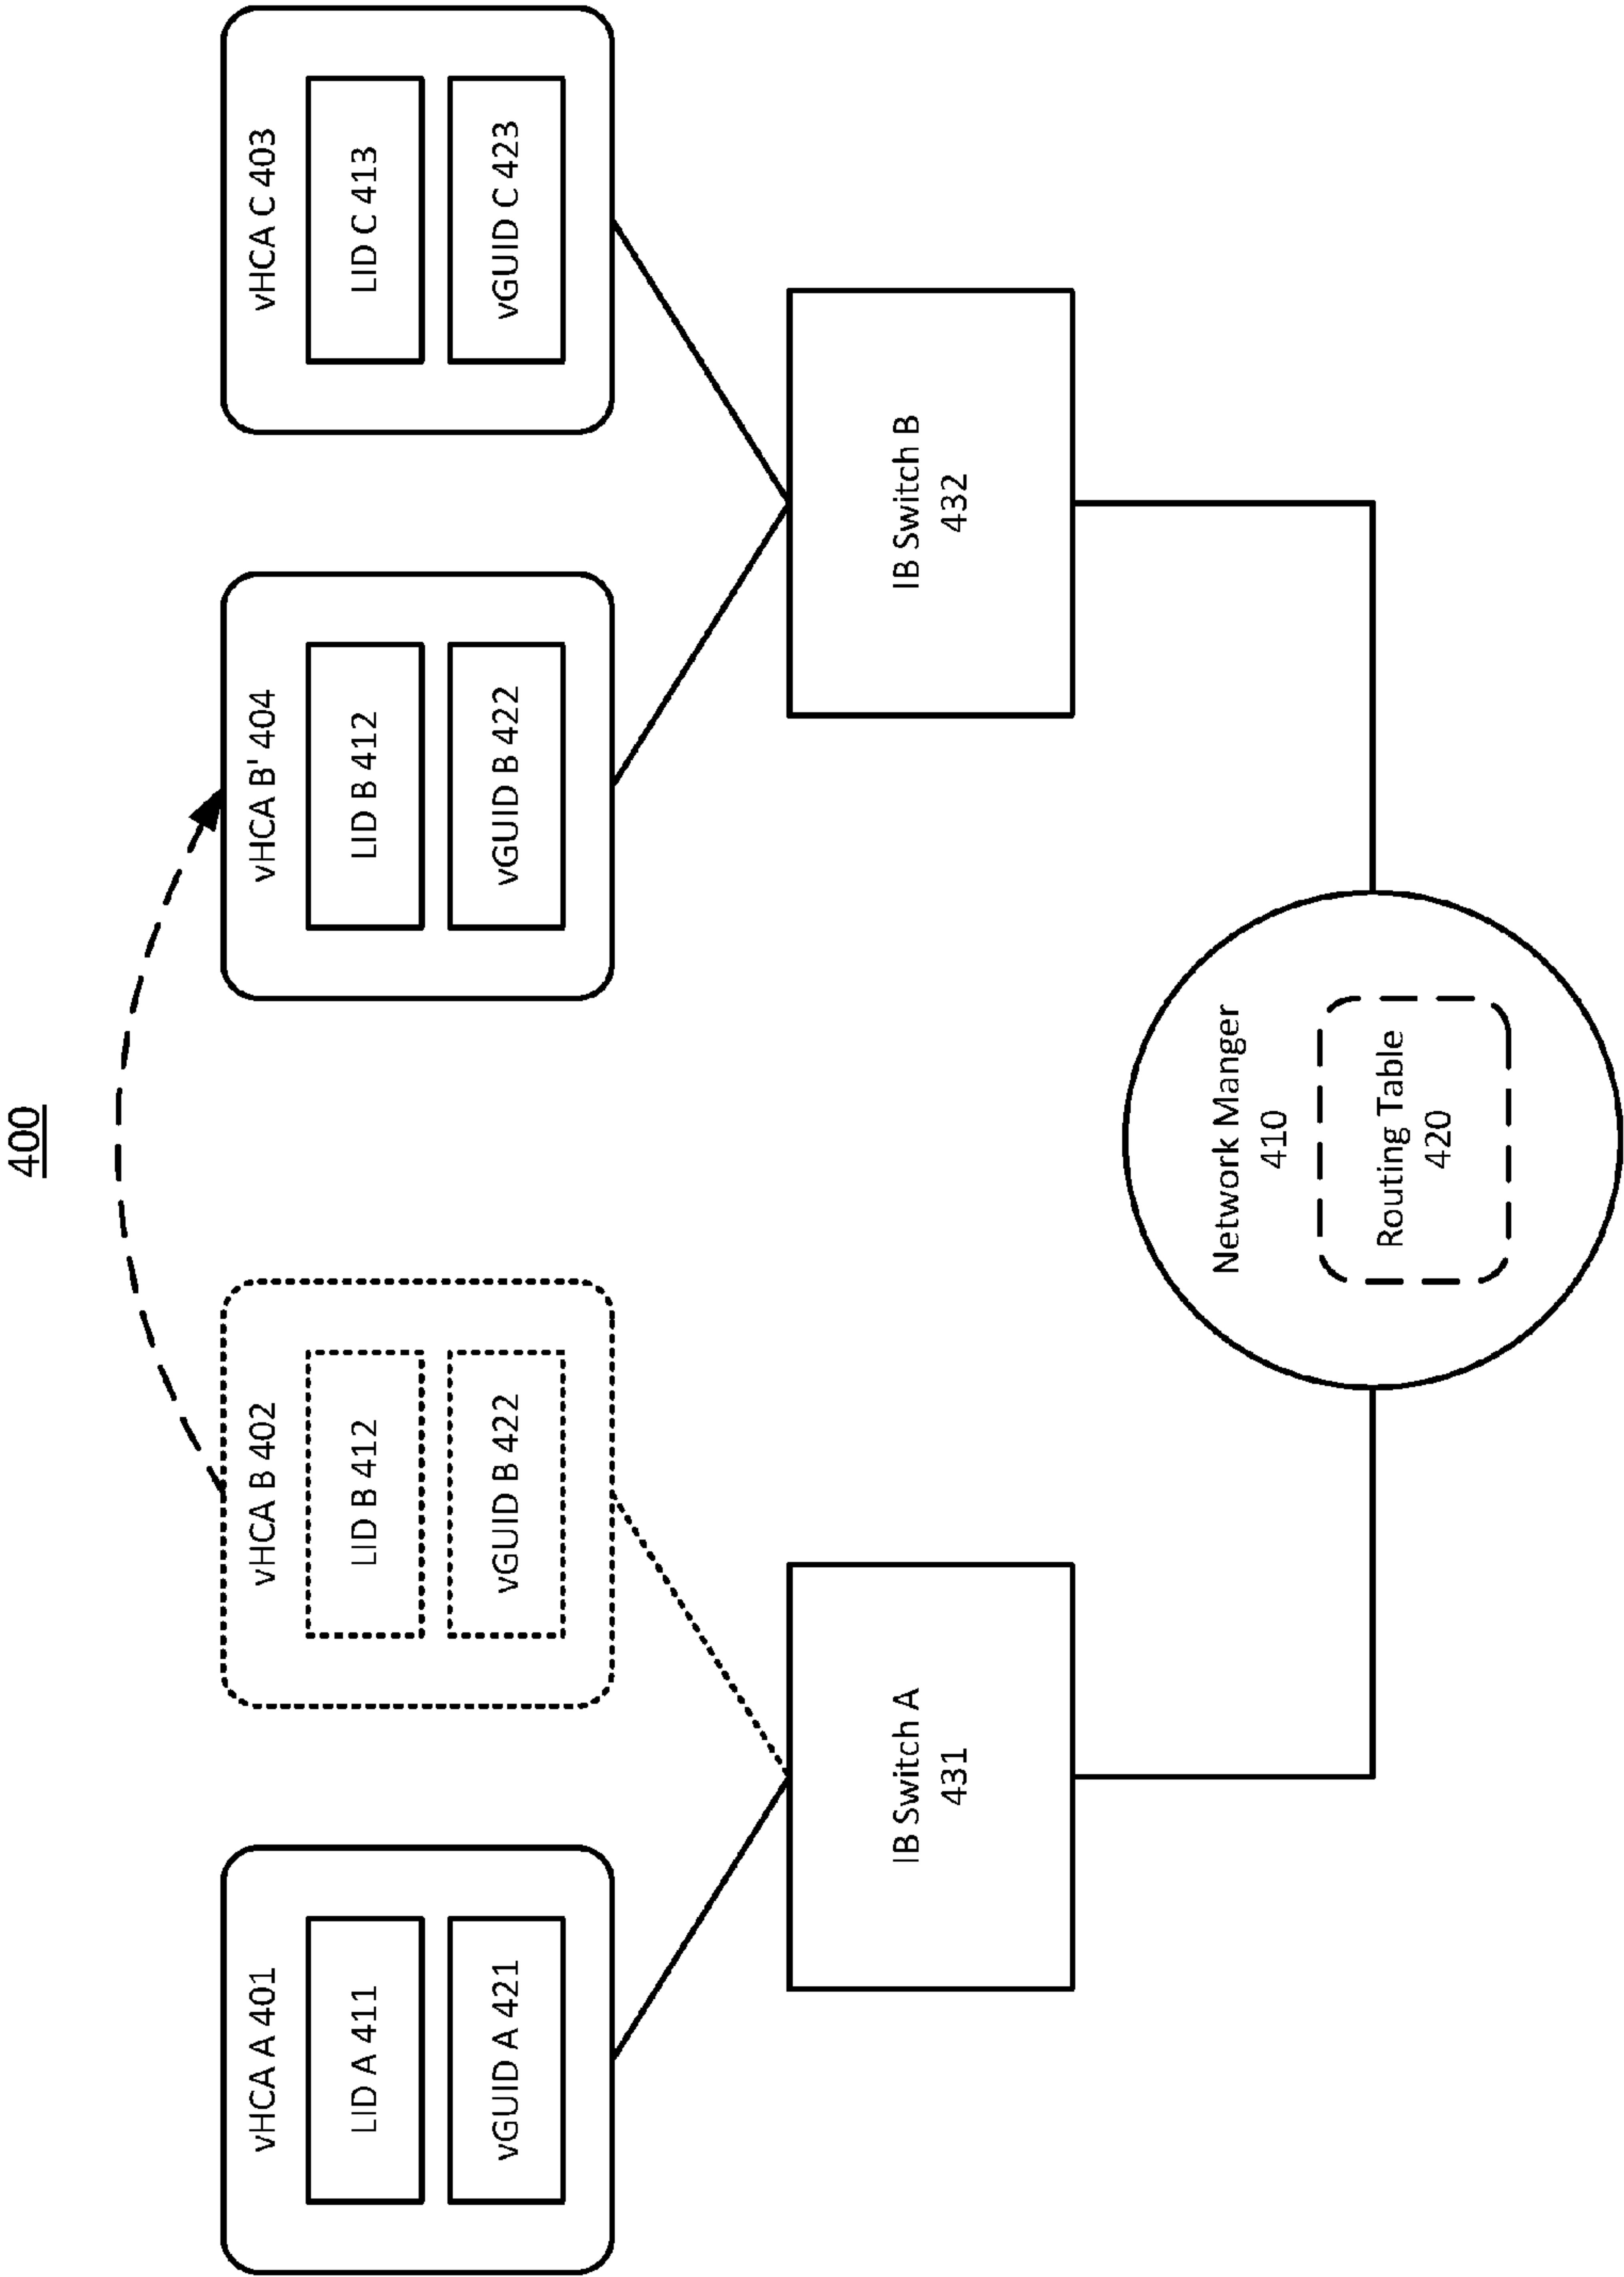 400
vHCA A 401
LID A 411
vGUID A 421
vHCA B 402
LID B 412
vGUID B 422
vHCA B' 404
LID B 412
vGUID B 422
vHCA C 403
LID C 413
vGUID C 423
IB Switch A
431
IB Switch B
432
Network Manger
410
Routing Table
420